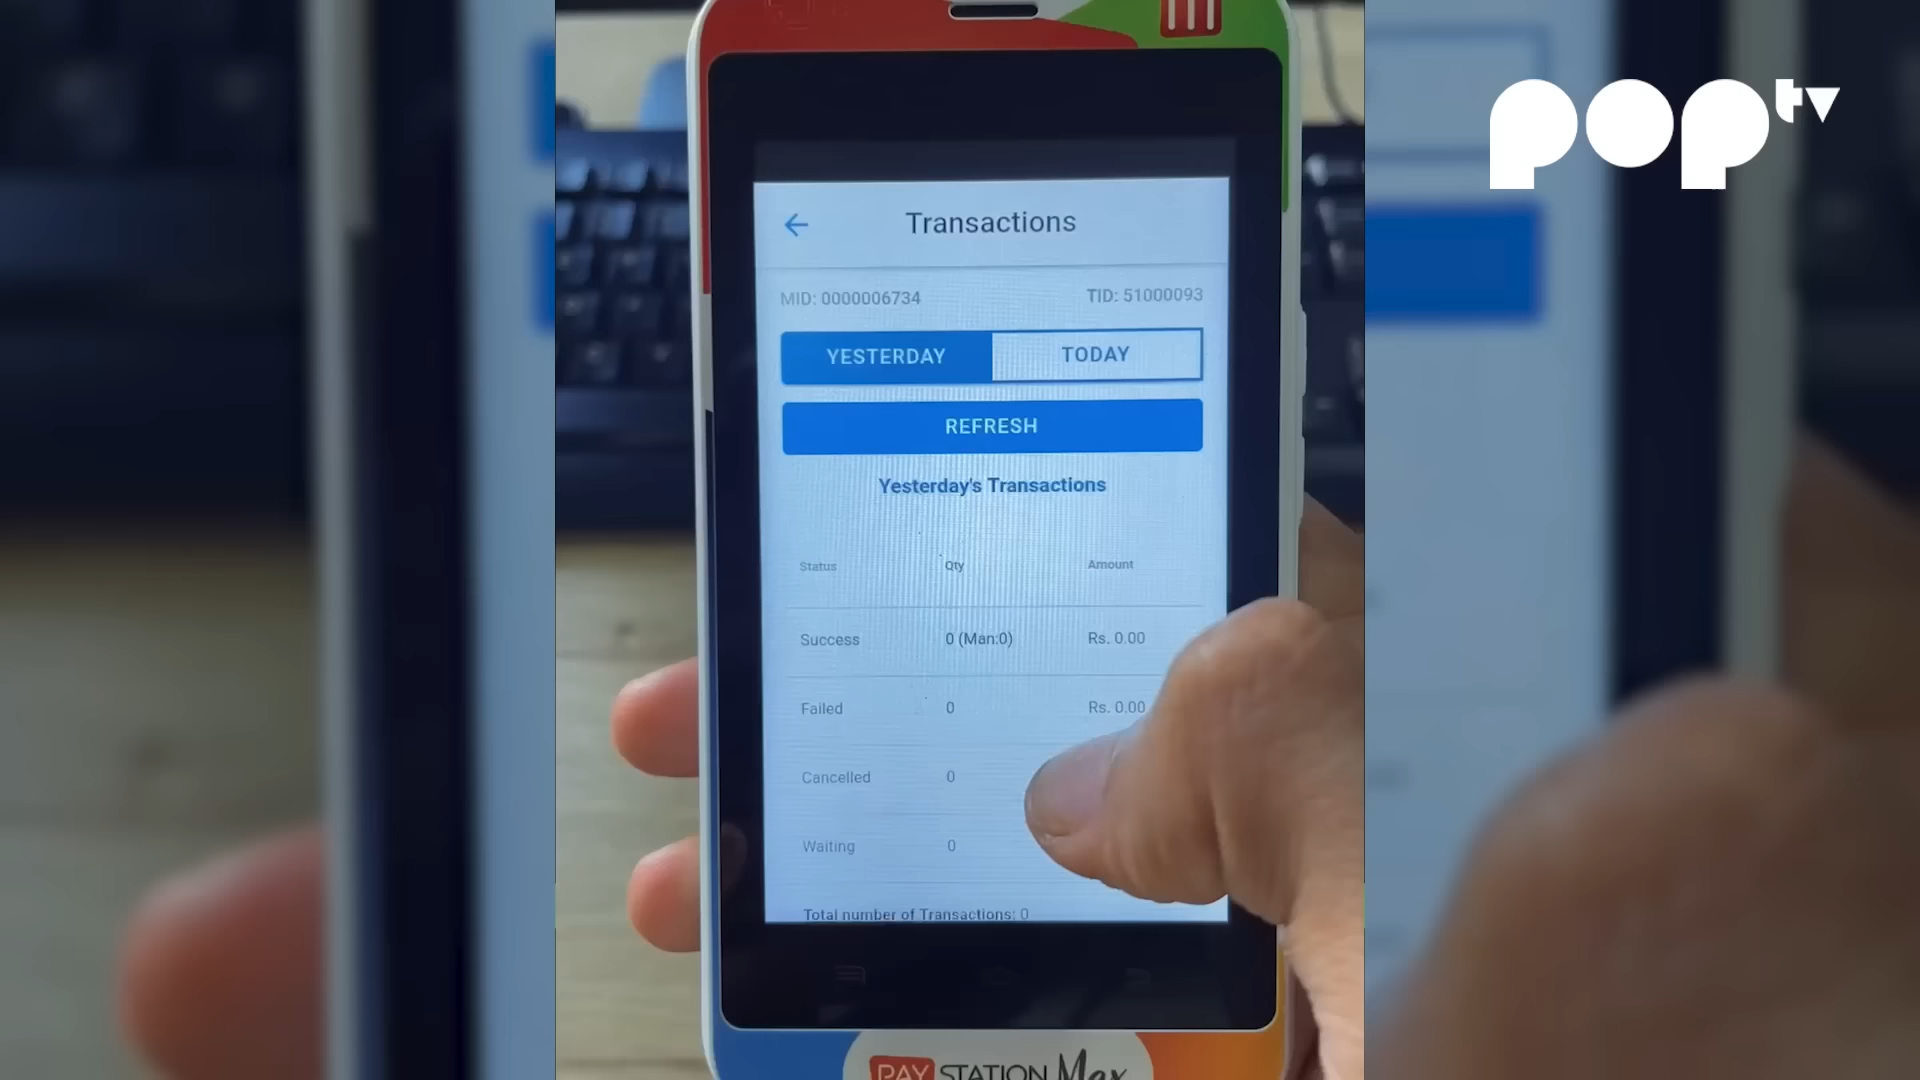 pop tv
Transactions
MID: 0000006734 TID: 51000093
YESTERDAY TODAY
REFRESH
Yesterday's Transactions
Status Qty Amount
Success 0 (Man:0) Rs. 0.00
Failed 0 Rs. 0.00
Cancelled 0
Waiting 0
Total number of Transactions: 0
PAY STATION Max